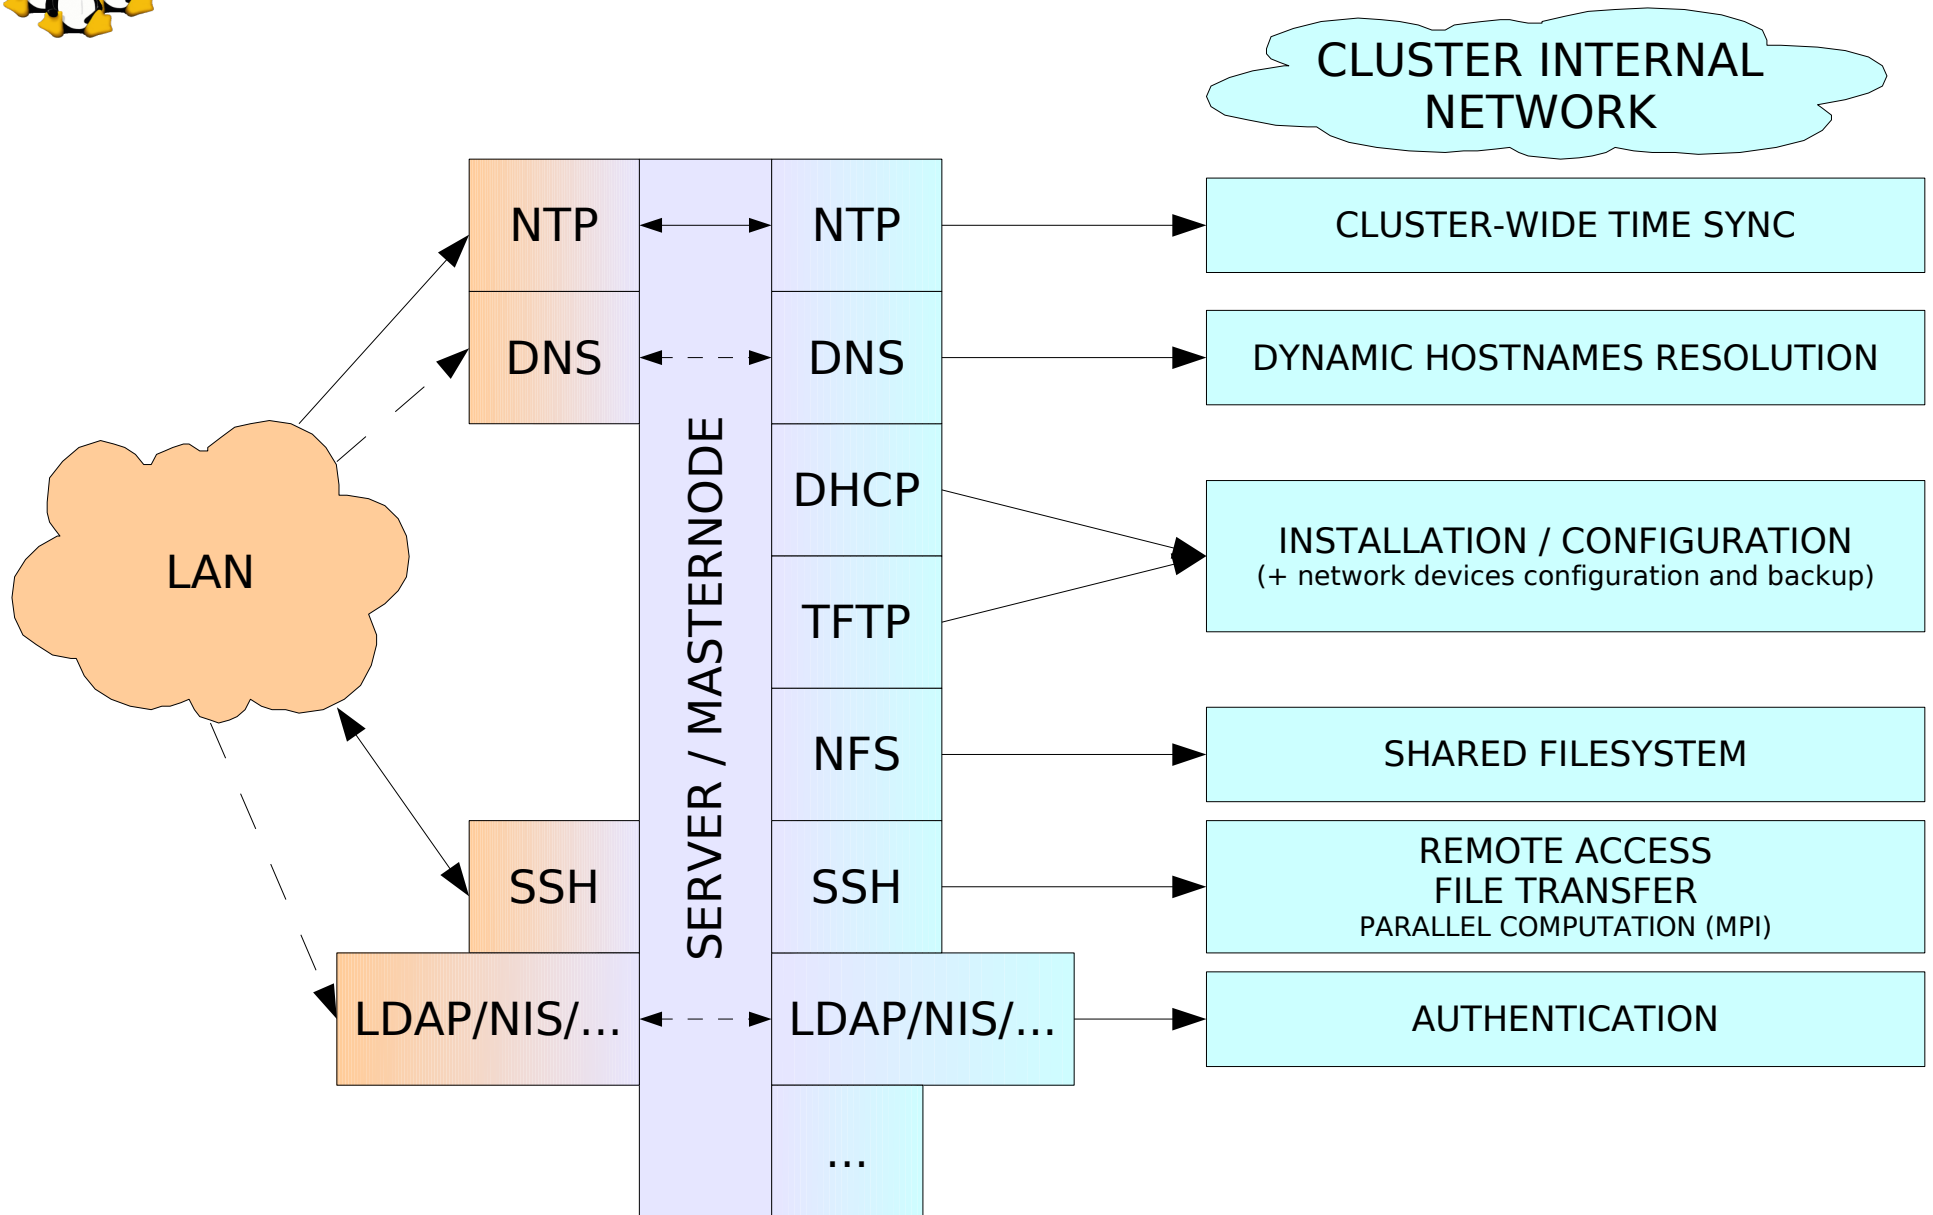 CLUSTER INTERNAL
NETWORK
NTP
NTP
CLUSTER-WIDE TIME SYNC
DNS
DNS
DYNAMIC HOSTNAMES RESOLUTION
SERVER / MASTERNODE
DHCP
INSTALLATION / CONFIGURATION
(+ network devices configuration and backup)
LAN
TFTP
NFS
SHARED FILESYSTEM
SSH
SSH
REMOTE ACCESS
FILE TRANSFER
PARALLEL COMPUTATION (MPI)
LDAP/NIS/...
LDAP/NIS/...
AUTHENTICATION
...